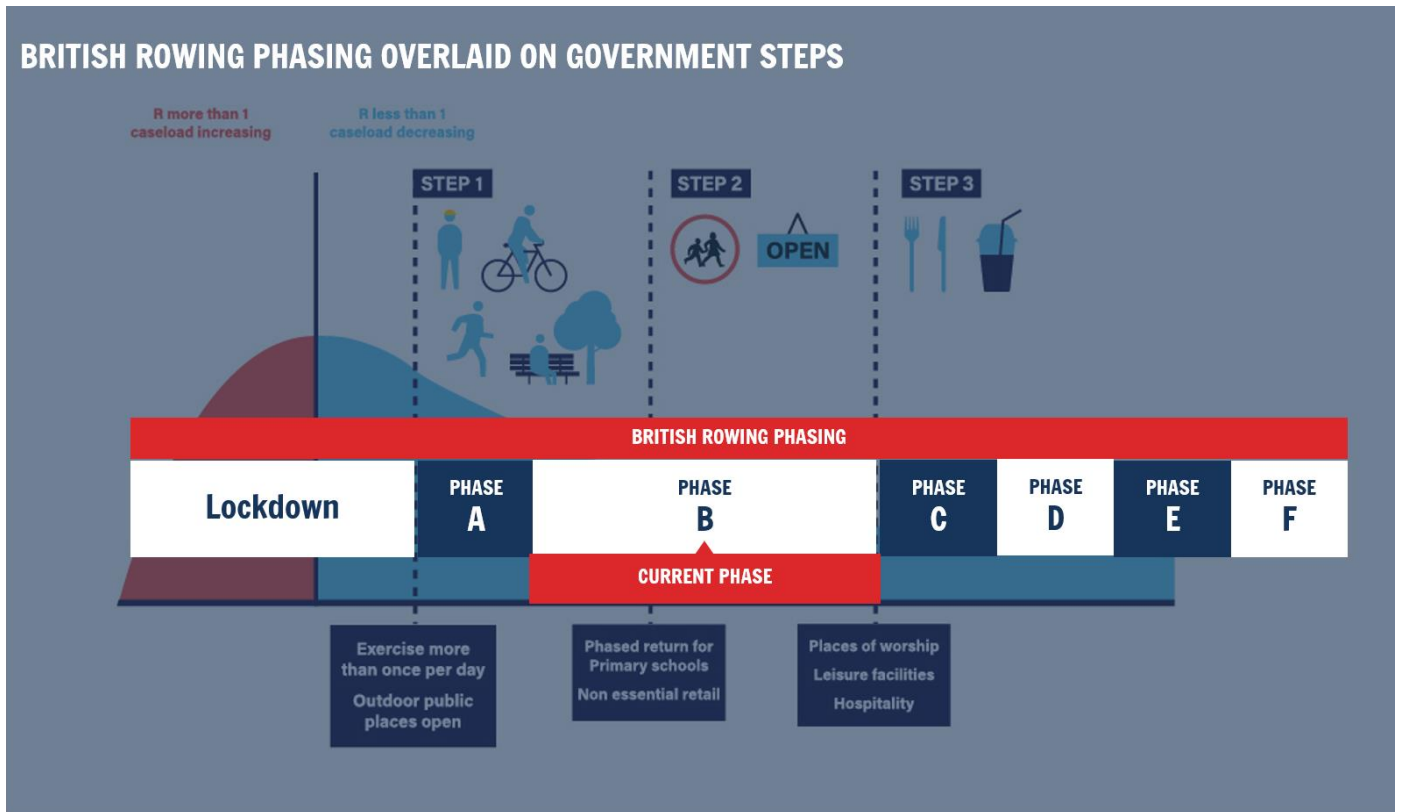 BRITISH ROWING PHASING OVERLAID ON GOVERNMENT STEPS
R more than 1
caseload increasing
R less than 1
caseload decreasing
STEP 1
STEP 2
STEP 3
OPEN
BRITISH ROWING PHASING
Lockdown
PHASE
A
PHASE
B
PHASE
C
PHASE
D
PHASE
E
PHASE
F
CURRENT PHASE
Exercise more
than once per day
Outdoor public
places open
Phased return for
Primary schools
Non essential retail
Places of worship
Leisure facilities
Hospitality